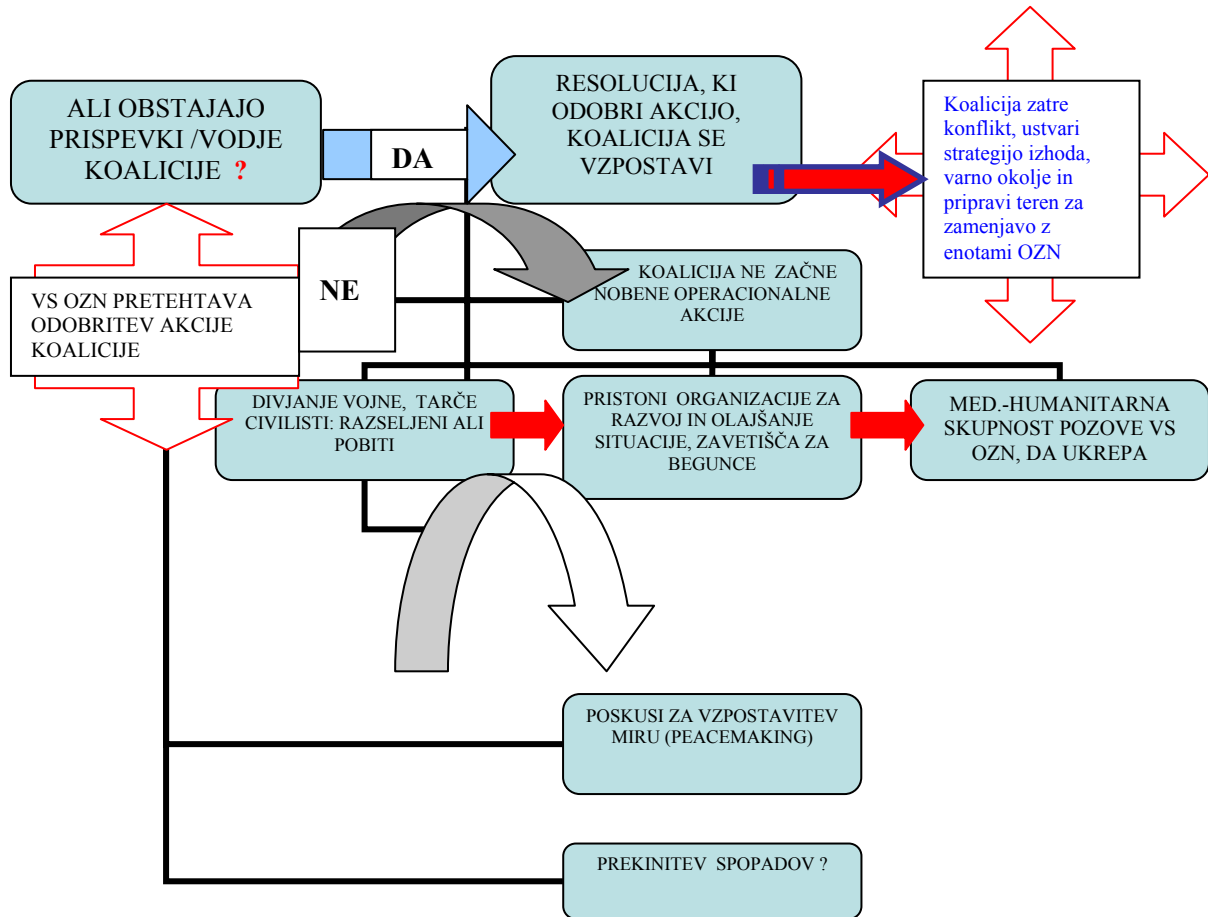 ALI OBSTAJAJO
PRISPEVKI /VODJE
KOALICIJE ?
DA
RESOLUCIJA, KI
ODOBRI AKCIJO,
KOALICIJA SE
VZPOSTAVI
Koalicija zatre
konflikt, ustvari
strategijo izhoda,
varno okolje in
pripravi teren za
zamenjavo z
enotami OZN
VS OZN PRETEHTAVA
ODOBRITEV AKCIJE
KOALICIJE
NE
KOALICIJA NE ZAČNE
NOBENE OPERACIONALNE
AKCIJE
DIVJANJE VOJNE, TARČE
CIVILISTI: RAZSELJENI ALI
POBITI
PRISTONI ORGANIZACIJE ZA
RAZVOJ IN OLAJŠANJE
SITUACIJE, ZAVETIŠČA ZA
BEGUNCE
MED.-HUMANITARNA
SKUPNOST POZOVE VS
OZN, DA UKREPA
POSKUSI ZA VZPOSTAVITEV
MIRU (PEACEMAKING)
PREKINITEV SPOPADOV ?